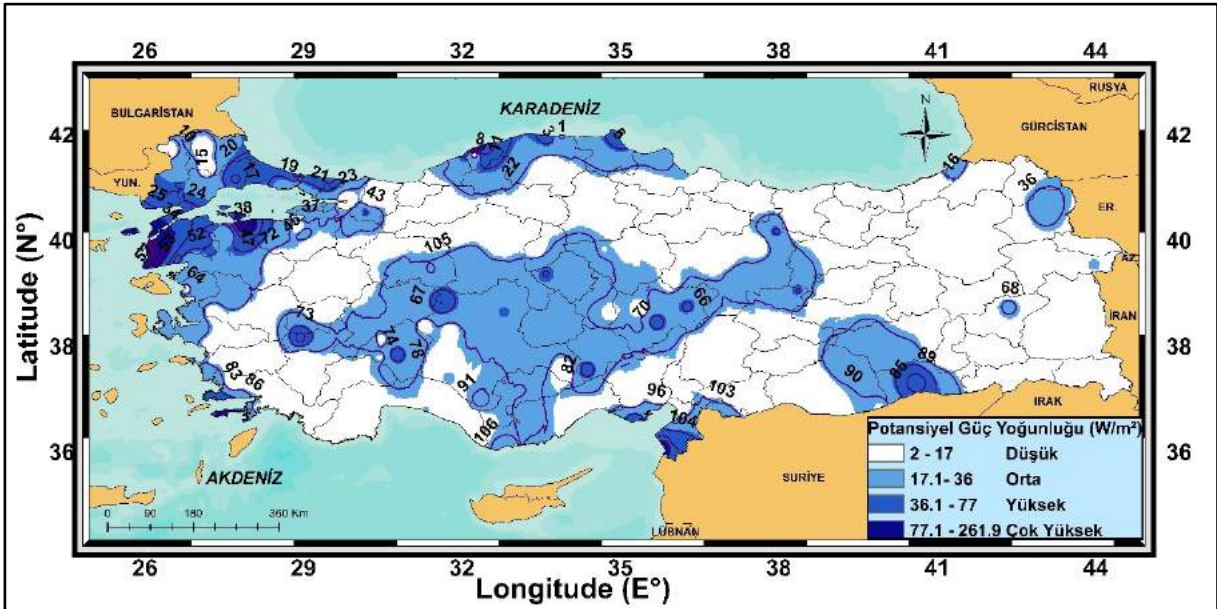 26 29 32 35 38 41 44
RUSYA
BULGARİSTAN
KARADENİZ
N
GÜRCİSTAN
42 42
8 1
20
15
16
19
21
23
22
YUN.
25 24
36
43
38 37
ER.
40 40
52
72
105
AZ.
64
67
70
66
68
73
İRAN
74
78
38 38
82
89
83
86
91
90
85
96
103
106
104
IRAK
36 36
AKDENİZ
SURİYE
LÜBNAN
Latitude (N°)
0 90 180 360 Km
Potansiyel Güç Yoğunluğu (W/m²)
2 - 17 Düşük
17.1- 36 Orta
36.1 - 77 Yüksek
77.1 - 261.9 Çok Yüksek
26 29 32 35 38 41 44
Longitude (E°)